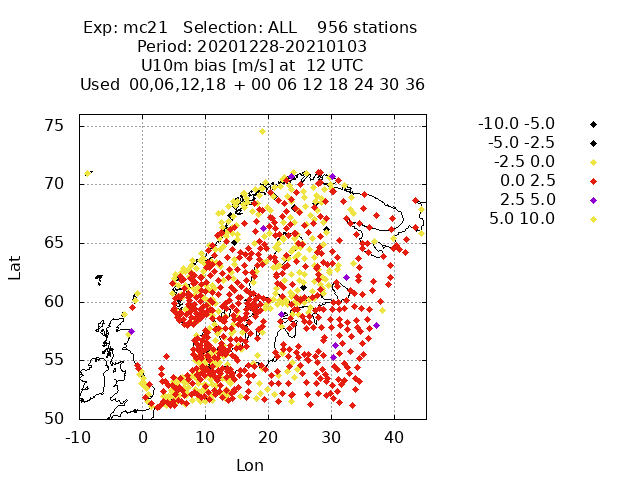 Exp: mc21 Selection: ALL 956 stations
Period: 20201228-20210103
U10m bias [m/s] at 12 UTC
Used 00,06,12,18 + 00 06 12 18 24 30 36
-10.0 -5.0
-5.0 -2.5
-2.5 0.0
0.0 2.5
2.5 5.0
5.0 10.0
75
70
65
60
55
50
Lat
-10 0 10 20 30 40
Lon